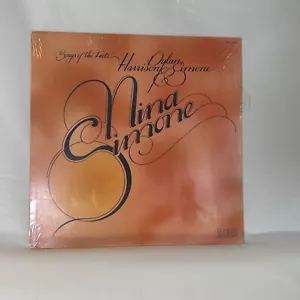 Songs of the Poets
Dylan
Harrison & Simone
Nina
Simone